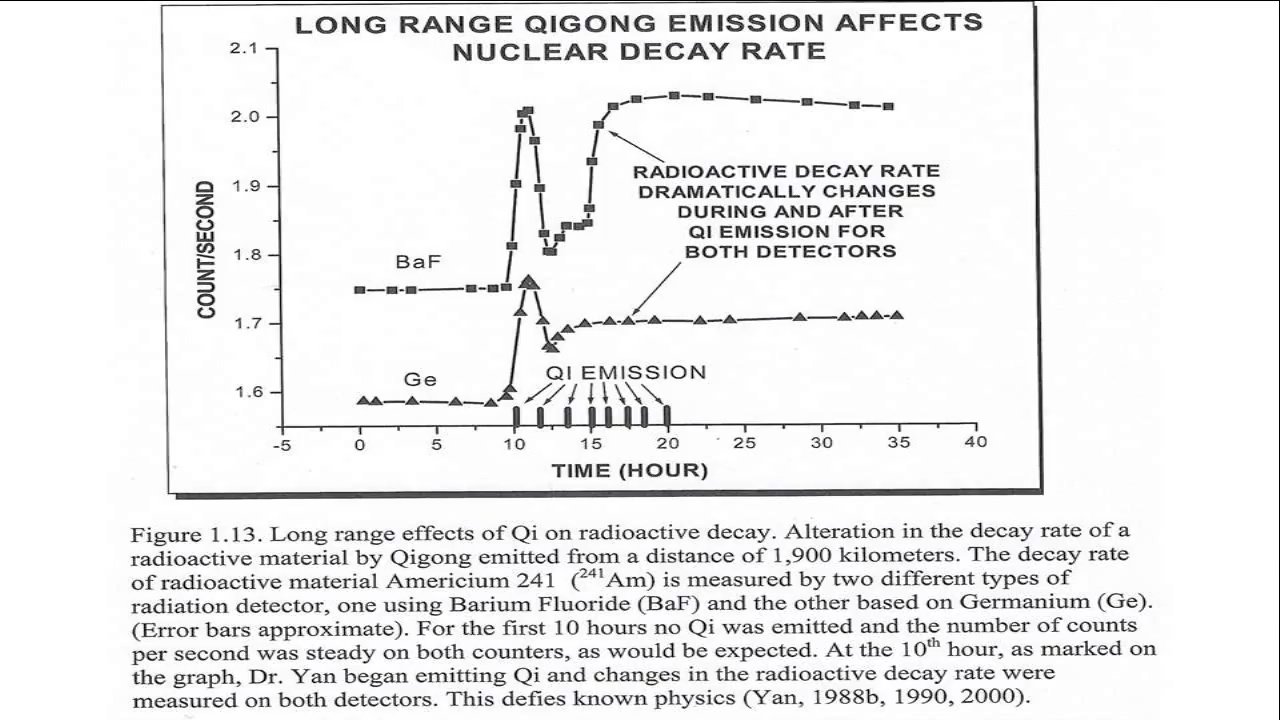 LONG RANGE QIGONG EMISSION AFFECTS
NUCLEAR DECAY RATE
2.1
2.0
1.9
1.8
1.7
1.6
COUNT/SECOND
BaF
Ge
RADIOACTIVE DECAY RATE
DRAMATICALLY CHANGES
DURING AND AFTER
QI EMISSION FOR
BOTH DETECTORS
QI EMISSION
-5 0 5 10 15 20 25 30 35 40
TIME (HOUR)
Figure 1.13. Long range effects of Qi on radioactive decay. Alteration in the decay rate of a
radioactive material by Qigong emitted from a distance of 1,900 kilometers. The decay rate
of radioactive material Americium 241 (²⁴¹Am) is measured by two different types of
radiation detector, one using Barium Fluoride (BaF) and the other based on Germanium (Ge).
(Error bars approximate). For the first 10 hours no Qi was emitted and the number of counts
per second was steady on both counters, as would be expected. At the 10th hour, as marked on
the graph, Dr. Yan began emitting Qi and changes in the radioactive decay rate were
measured on both detectors. This defies known physics (Yan, 1988b, 1990, 2000).